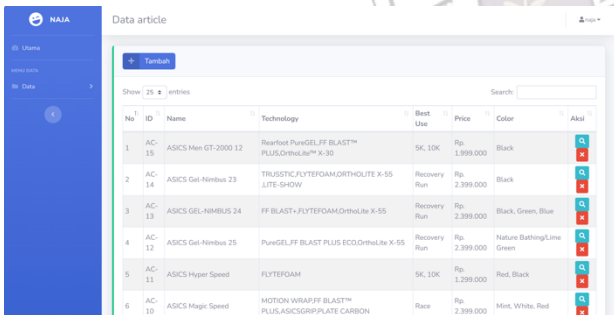 NAJA
Data article
naja
Utama
MENU DATA
Data
+ Tambah
Show 25 entries
Search:
No ID Name Technology Best Use Price Color Aksi
1 AC-15 ASICS Men GT-2000 12 Rearfoot PureGEL,FF BLAST™ PLUS,OrthoLite™ X-30 5K, 10K Rp. 1.999.000 Black
2 AC-14 ASICS Gel-Nimbus 23 TRUSSTIC,FLYTEFOAM,ORTHOLITE X-55 ,LITE-SHOW Recovery Run Rp. 2.399.000 Black
3 AC-13 ASICS GEL-NIMBUS 24 FF BLAST+,FLYTEFOAM,OrthoLite X-55 Recovery Run Rp. 2.399.000 Black, Green, Blue
4 AC-12 ASICS Gel-Nimbus 25 PureGEL,FF BLAST PLUS ECO,OrthoLite X-55 Recovery Run Rp. 2.399.000 Nature Bathing/Lime Green
5 AC-11 ASICS Hyper Speed FLYTEFOAM 5K, 10K Rp. 1.299.000 Red, Black
6 AC-10 ASICS Magic Speed MOTION WRAP,FF BLAST™ PLUS,ASICSGRIP,PLATE CARBON Race Rp. 2.399.000 Mint, White, Red